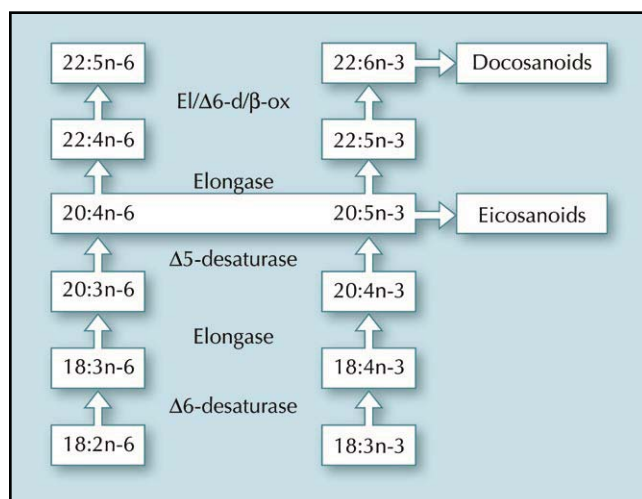 22:5n-6 22:6n-3 Docosanoids
El/Δ6-d/β-ox
22:4n-6 22:5n-3
Elongase
20:4n-6 20:5n-3 Eicosanoids
Δ5-desaturase
20:3n-6 20:4n-3
Elongase
18:3n-6 18:4n-3
Δ6-desaturase
18:2n-6 18:3n-3